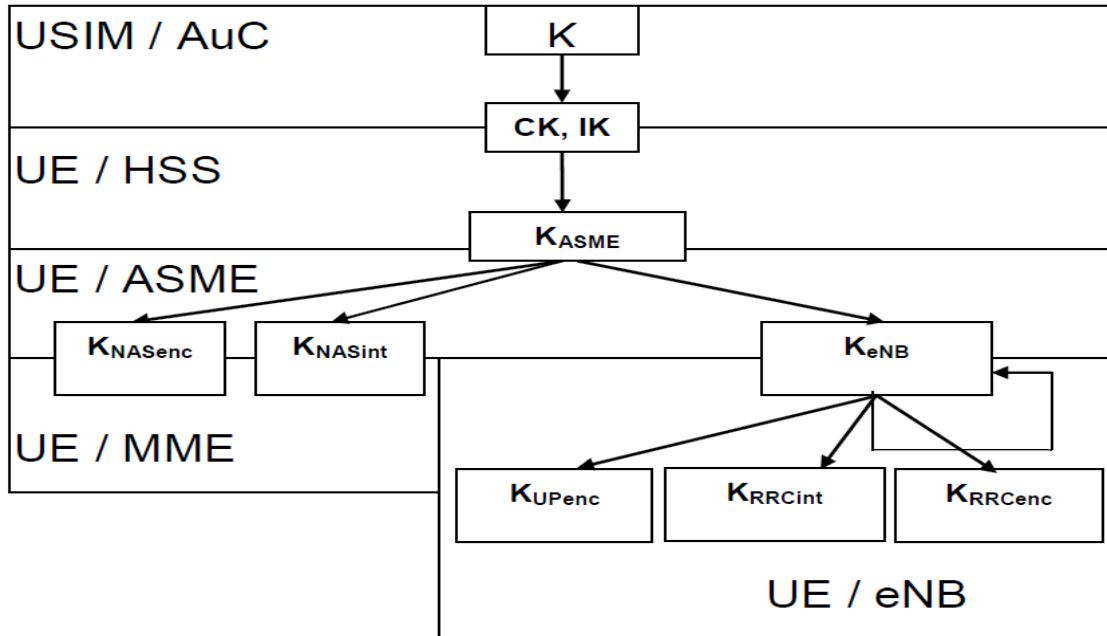 USIM / AuC
K
CK, IK
UE / HSS
KASME
UE / ASME
KNASenc
KNASint
KeNB
UE / MME
KUPenc
KRRCint
KRRCenc
UE / eNB